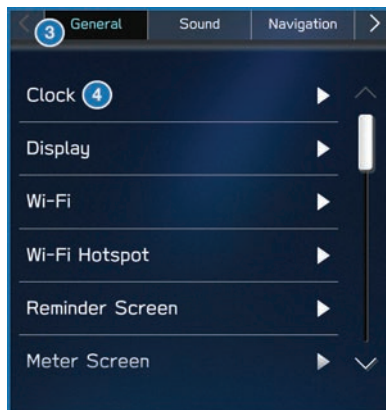 3 General Sound Navigation
Clock 4
Display
Wi-Fi
Wi-Fi Hotspot
Reminder Screen
Meter Screen